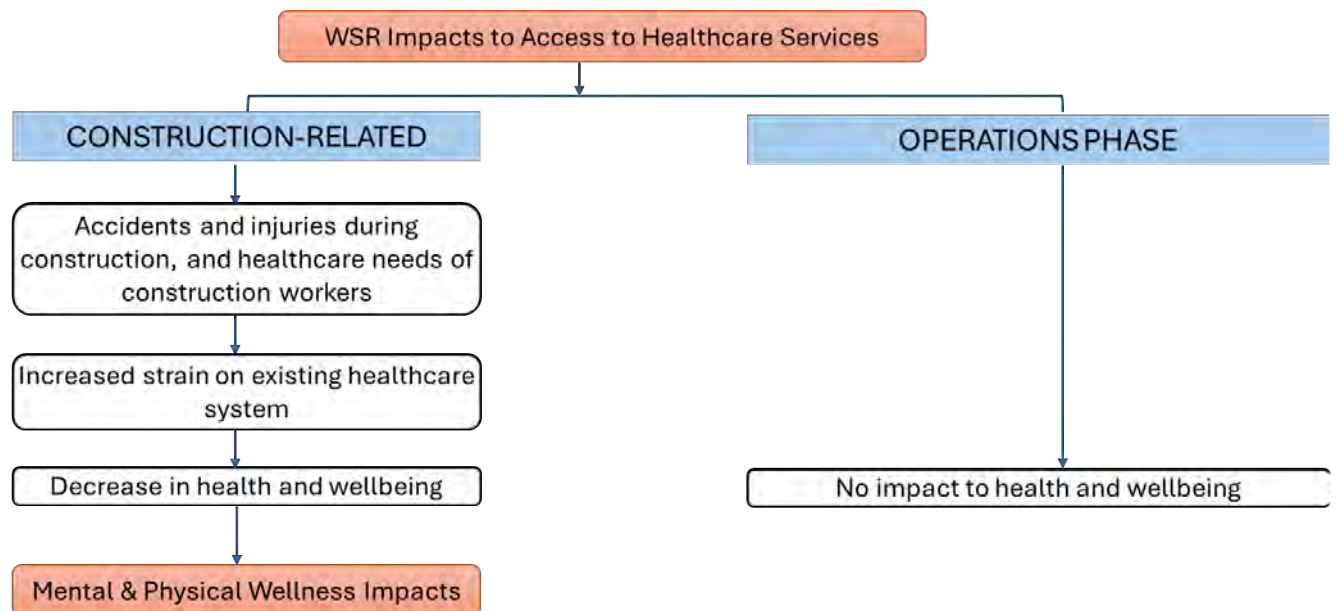 WSR Impacts to Access to Healthcare Services
CONSTRUCTION-RELATED
OPERATIONS PHASE
Accidents and injuries during
construction, and healthcare needs of
construction workers
Increased strain on existing healthcare
system
Decrease in health and wellbeing
No impact to health and wellbeing
Mental & Physical Wellness Impacts